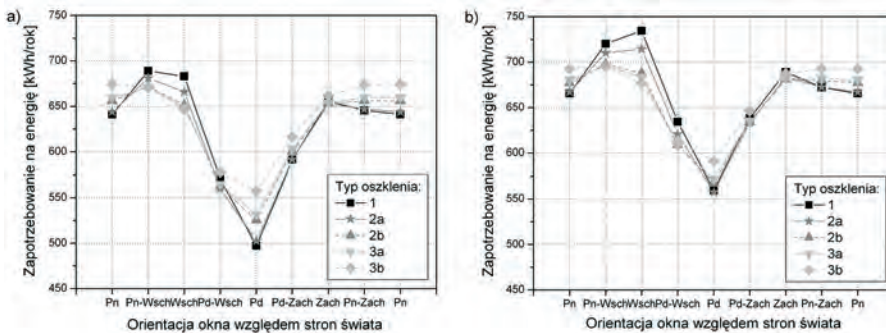 a)
Zapotrzebowanie na energię [kWh/rok]
750
700
650
600
550
500
450
Typ oszklenia:
1
2a
2b
3a
3b
Pn Pn-Wsch Wsch Pd-Wsch Pd Pd-Zach Zach Pn-Zach Pn
Orientacja okna względem stron świata
b)
Zapotrzebowanie na energię [kWh/rok]
750
700
650
600
550
500
450
Typ oszklenia:
1
2a
2b
3a
3b
Pn Pn-Wsch Wsch Pd-Wsch Pd Pd-Zach Zach Pn-Zach Pn
Orientacja okna względem stron świata